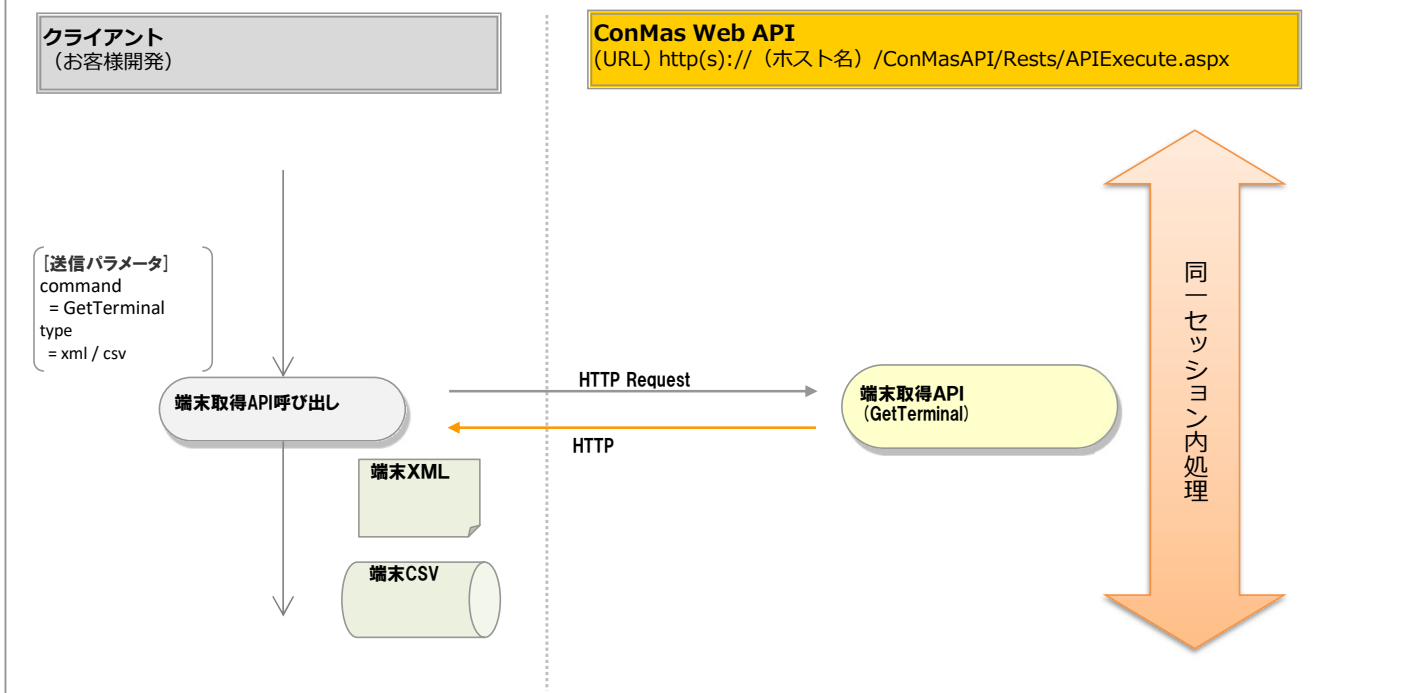 クライアント
（お客様開発）
ConMas Web API
(URL) http(s)://（ホスト名）/ConMasAPI/Rests/APIExecute.aspx
［送信パラメータ］
command
= GetTerminal
type
= xml / csv
端末取得API呼び出し
HTTP Request
HTTP
端末取得API
（GetTerminal）
端末XML
端末CSV
同一セッション内処理